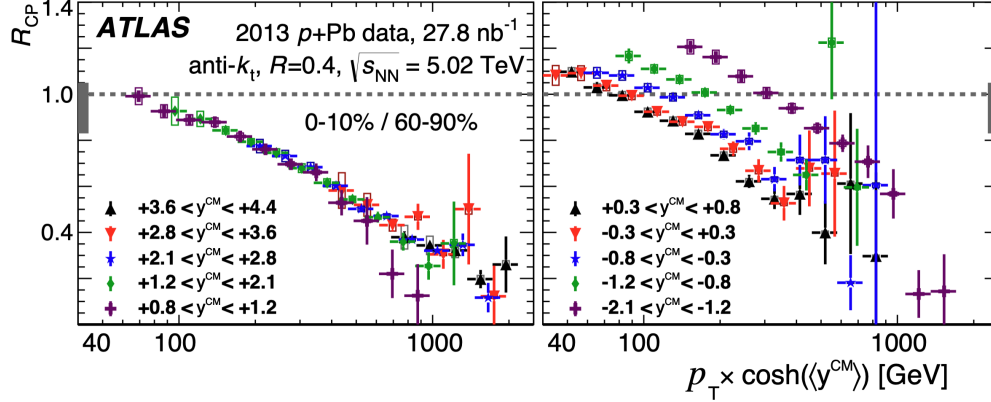 R_CP
1.4
1.0
0.4
ATLAS
2013 p+Pb data, 27.8 nb⁻¹
anti-k_t, R=0.4, √s_NN = 5.02 TeV
0-10% / 60-90%
+3.6 < y^CM < +4.4
+2.8 < y^CM < +3.6
+2.1 < y^CM < +2.8
+1.2 < y^CM < +2.1
+0.8 < y^CM < +1.2
40 100 1000
+0.3 < y^CM < +0.8
-0.3 < y^CM < +0.3
-0.8 < y^CM < -0.3
-1.2 < y^CM < -0.8
-2.1 < y^CM < -1.2
40 100 1000
p_T × cosh(⟨y^CM⟩) [GeV]